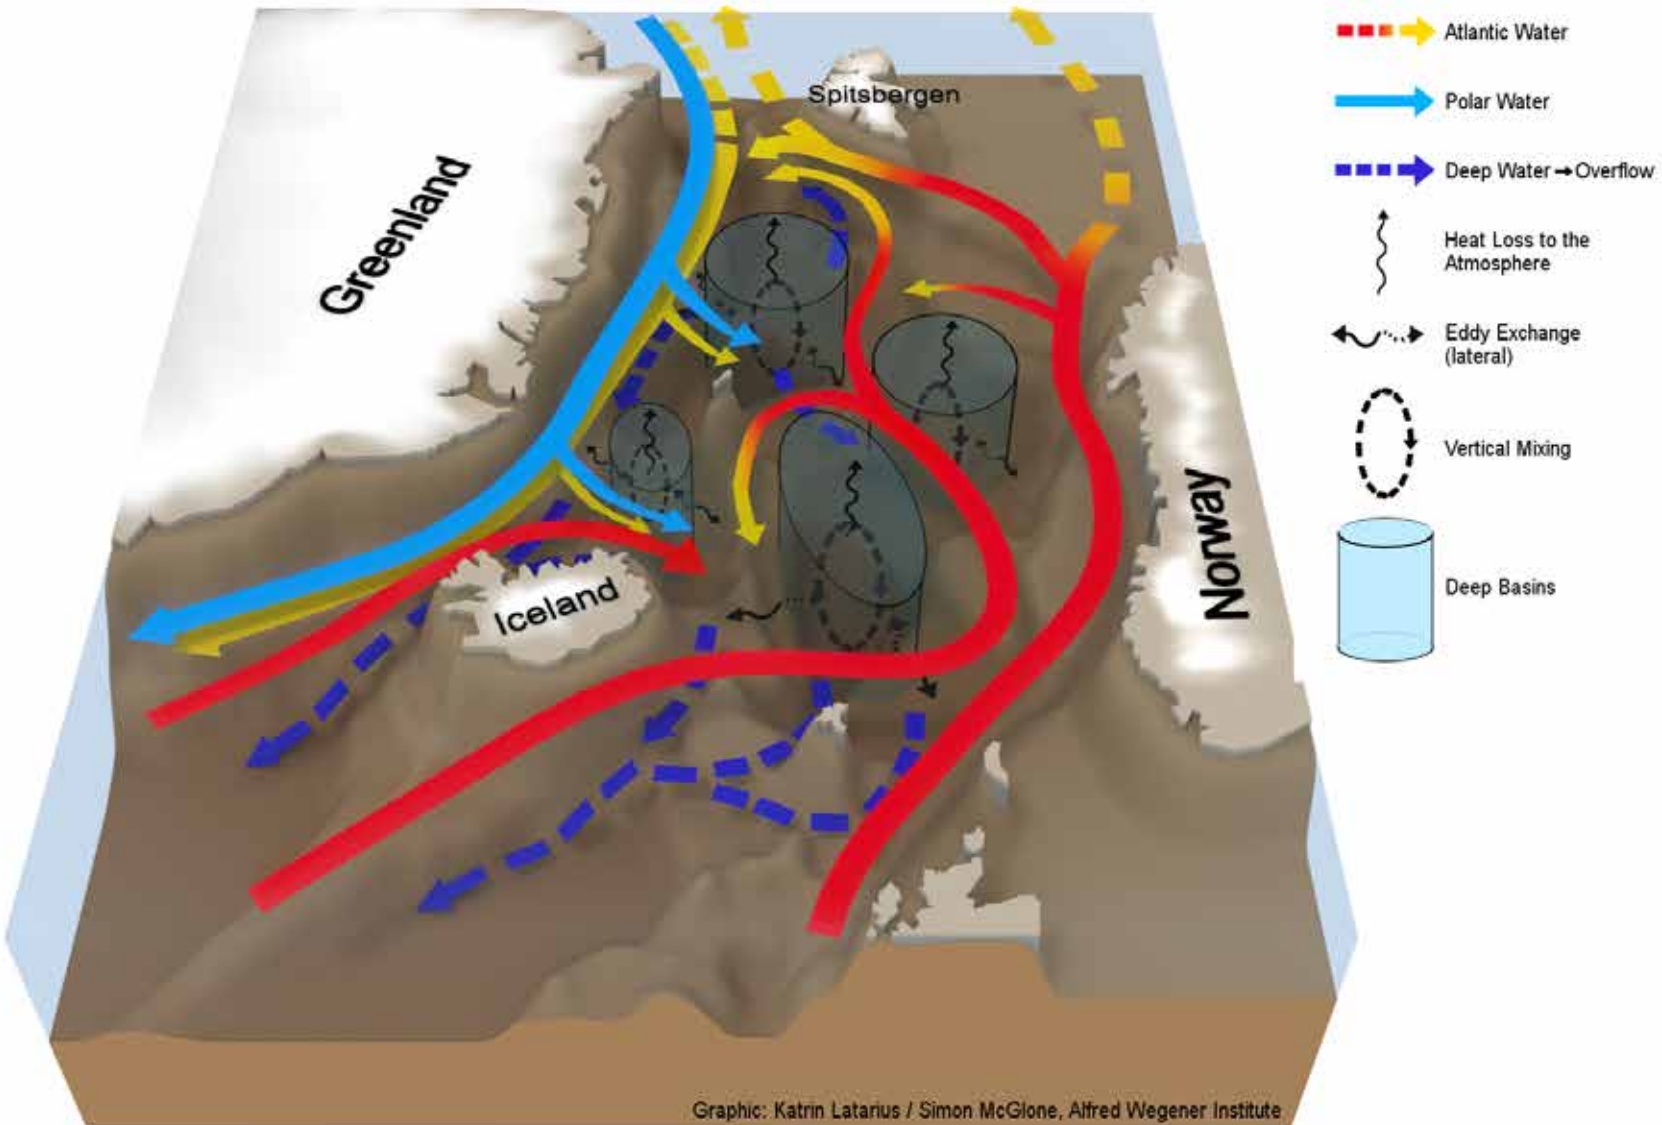 Spitsbergen
Greenland
Iceland
Norway
Atlantic Water
Polar Water
Deep Water → Overflow
Heat Loss to the
Atmosphere
Eddy Exchange
(lateral)
Vertical Mixing
Deep Basins
Graphic: Katrin Latarius / Simon McGlone, Alfred Wegener Institute